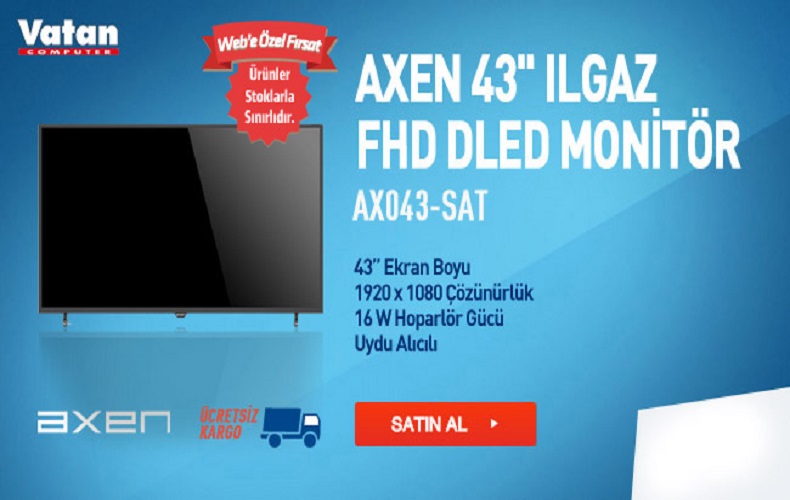 Vatan
COMPUTER
Web'e Özel Fırsat
Ürünler
Stoklarla
Sınırlıdır.
AXEN 43" ILGAZ
FHD DLED MONİTÖR
AX043-SAT
43” Ekran Boyu
1920 x 1080 Çözünürlük
16 W Hoparlör Gücü
Uydu Alıcılı
axen
ÜCRETSİZ
KARGO
SATIN AL